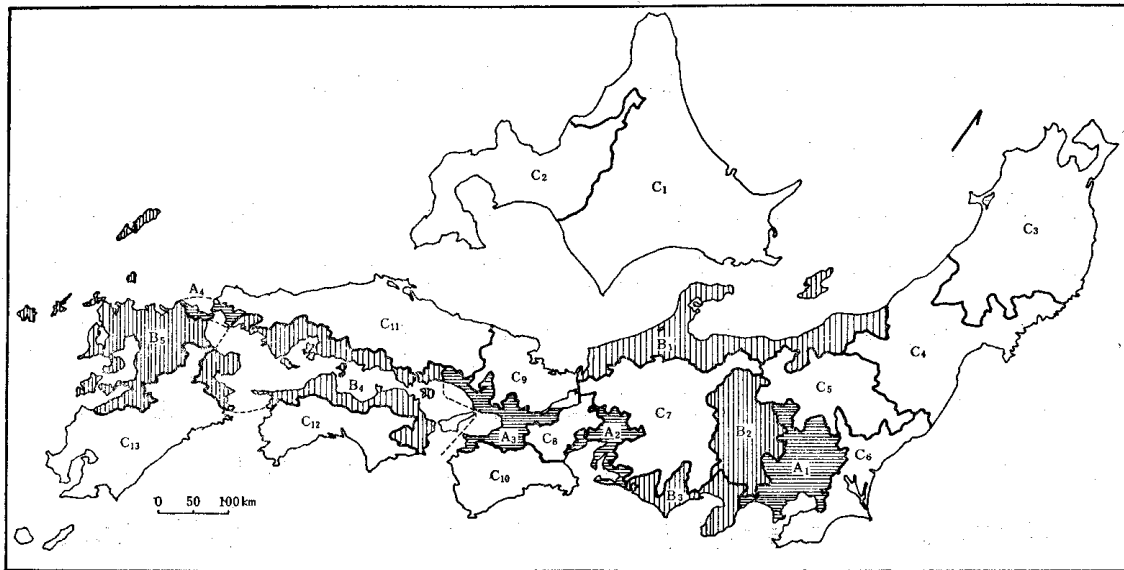 C₂
C₁
C₃
A₄
C₁₁
B₁
C₄
B₅
C₉
C₅
B₄
C₇
C₁₂
A₃
C₈
A₂
B₂
C₁₃
C₆
A₁
C₁₀
B₃
0 50 100km